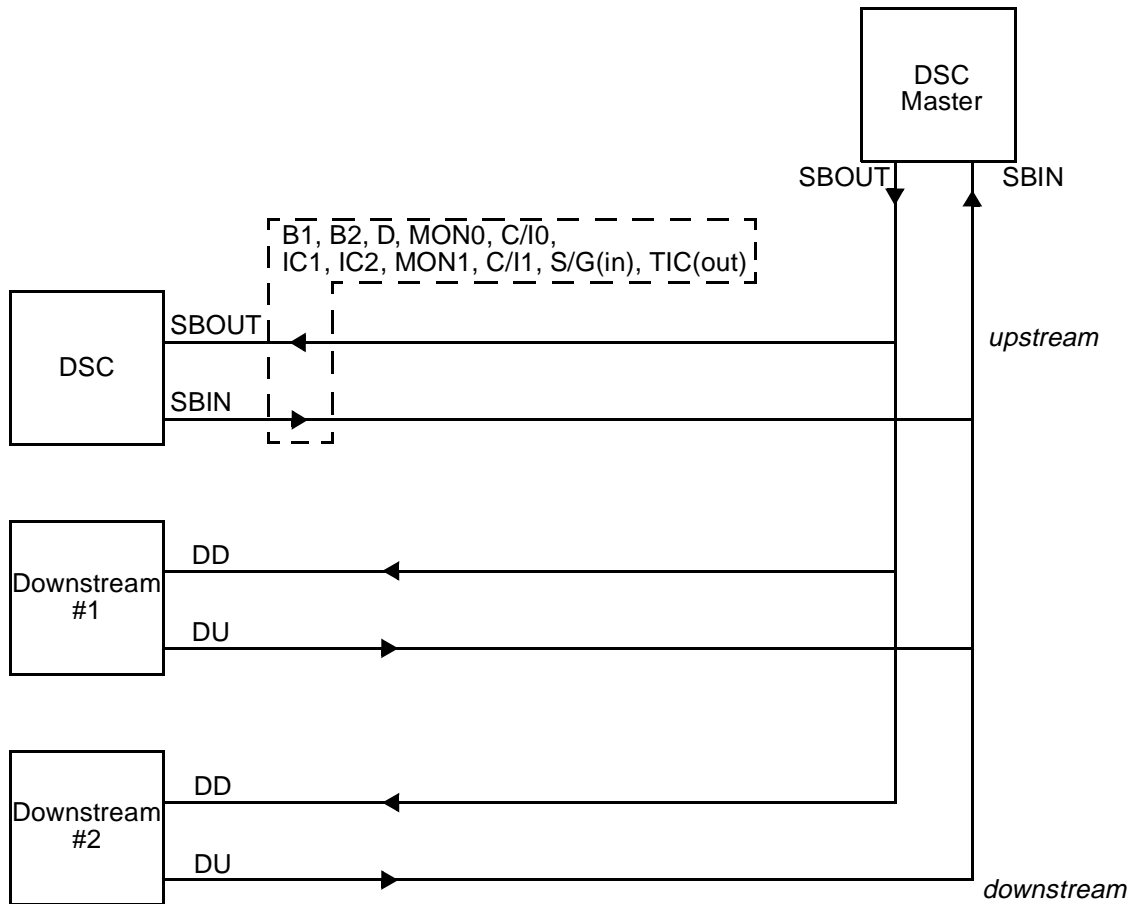 DSC
Master
SBOUT
SBIN
B1, B2, D, MON0, C/I0,
IC1, IC2, MON1, C/I1, S/G(in), TIC(out)
SBOUT
upstream
DSC
SBIN
DD
Downstream
#1
DU
DD
Downstream
#2
DU
downstream